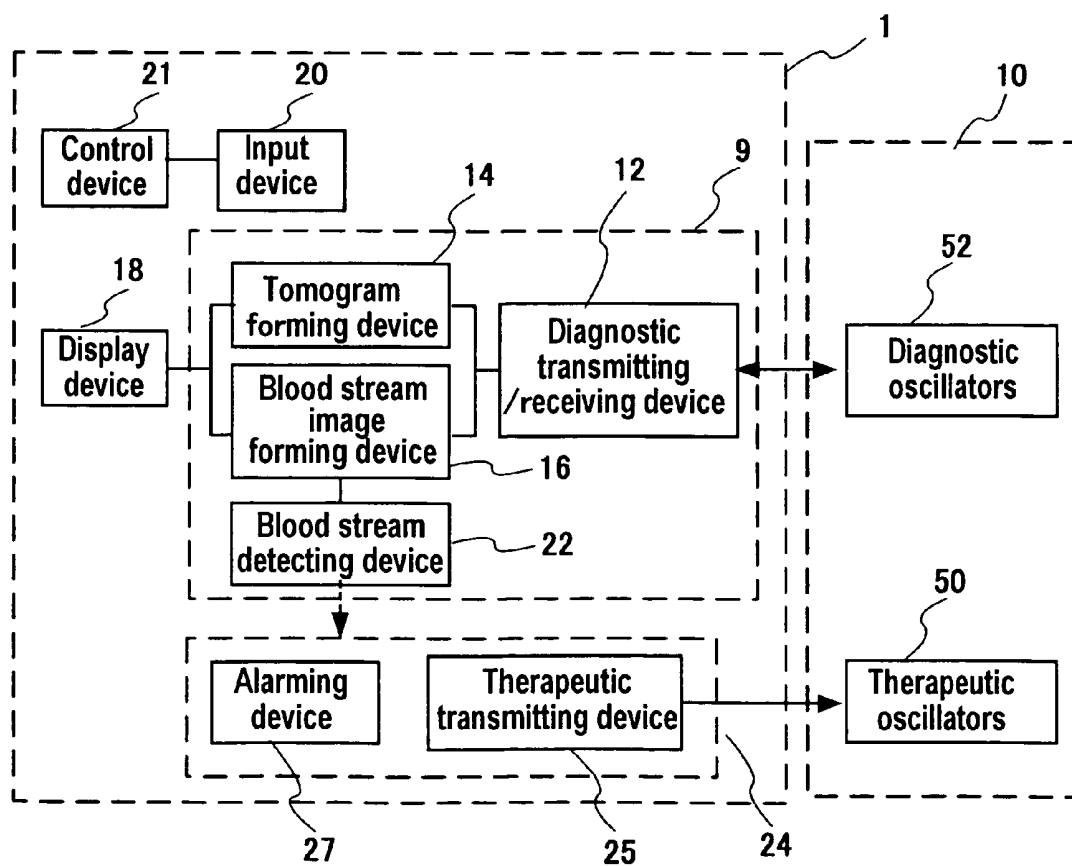 1
21
20
10
Control
device
Input
device
14
12
9
18
52
Tomogram
forming device
Display
device
Diagnostic
transmitting
/receiving device
Diagnostic
oscillators
Blood stream
image
forming device
16
Blood stream
detecting device
22
50
Alarming
device
Therapeutic
transmitting device
Therapeutic
oscillators
27
25
24